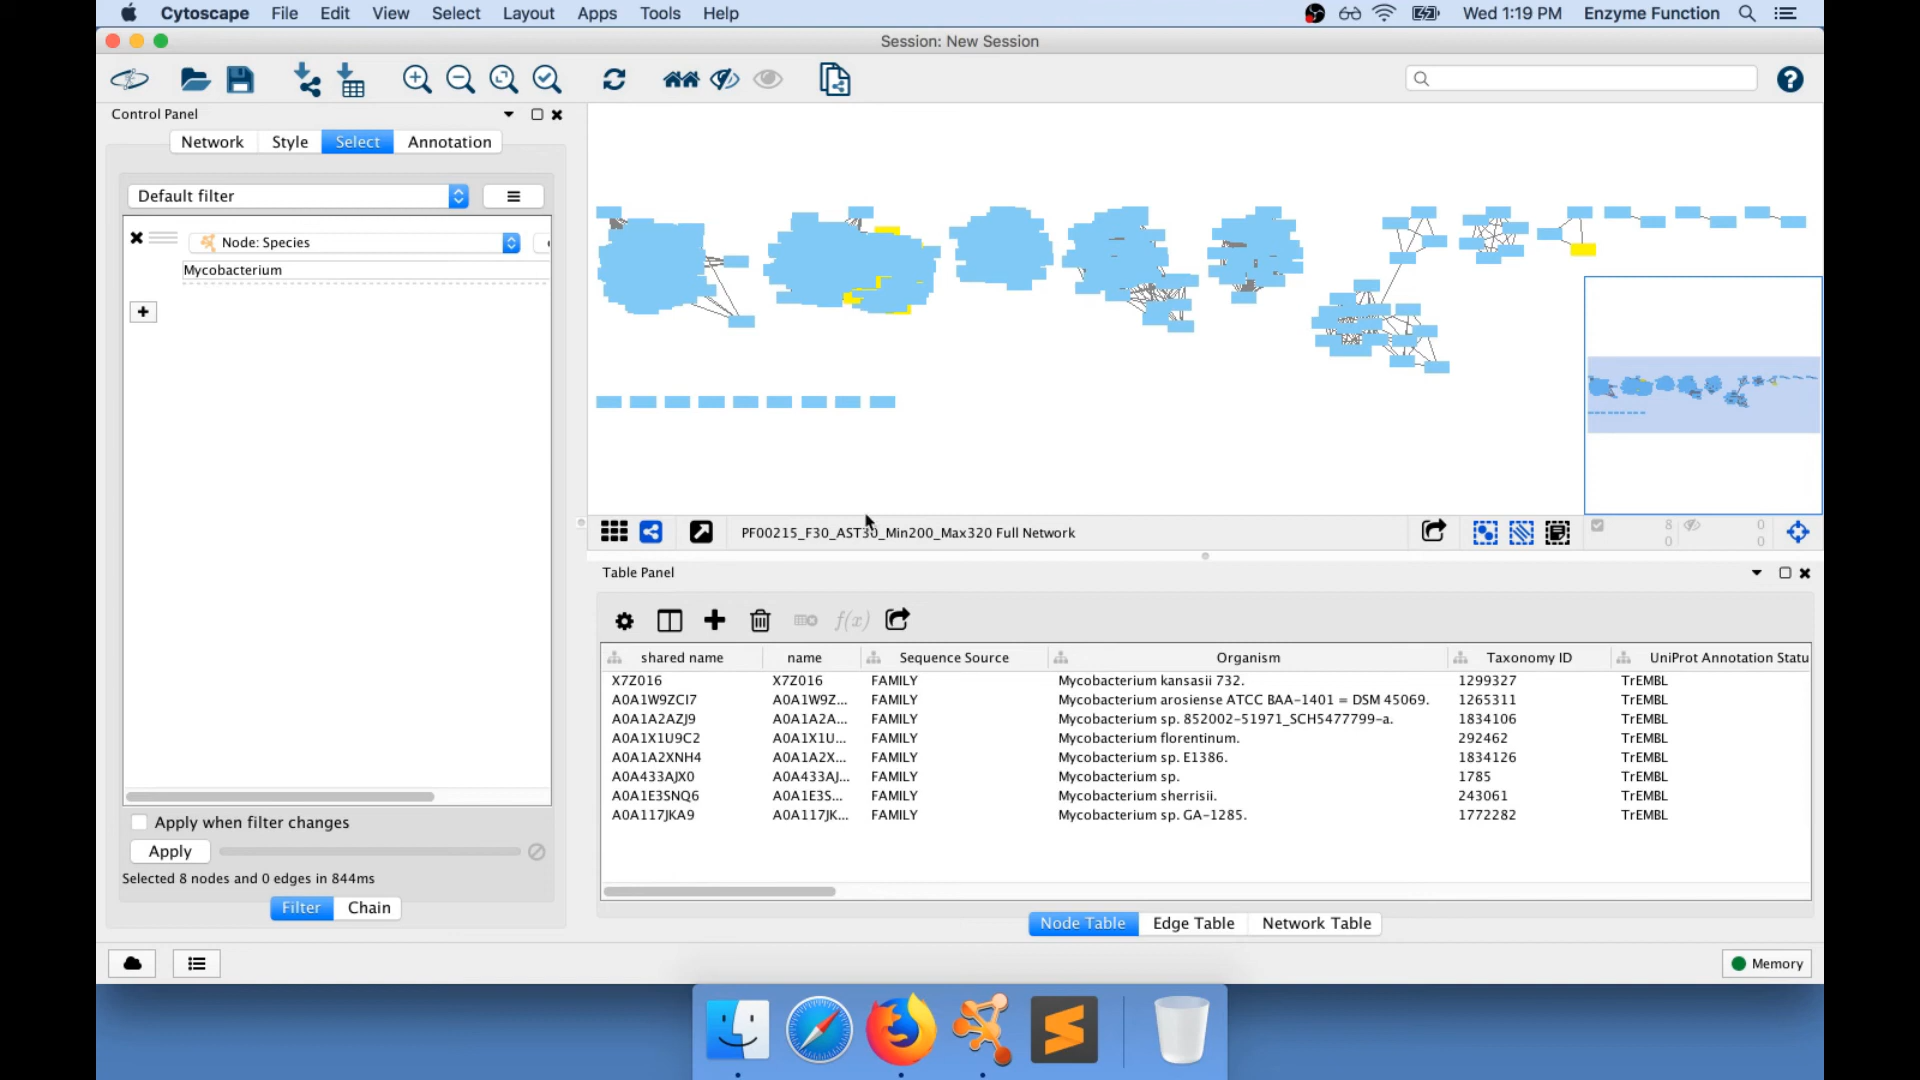 Cytoscape File Edit View Select Layout Apps Tools Help Wed 1:19 PM Enzyme Function
Session: New Session
Control Panel
Network Style Select Annotation
Default filter
Node: Species
Mycobacterium
+
Apply when filter changes
Apply
Selected 8 nodes and 0 edges in 844ms
Filter Chain
PF00215_F30_AST30_Min200_Max320 Full Network
8 0
0 0
Table Panel
f(x)
shared name name Sequence Source Organism Taxonomy ID UniProt Annotation Statu
X7Z016 X7Z016 FAMILY Mycobacterium kansasii 732. 1299327 TrEMBL
A0A1W9ZCI7 A0A1W9Z... FAMILY Mycobacterium arosiense ATCC BAA-1401 = DSM 45069. 1265311 TrEMBL
A0A1A2AZJ9 A0A1A2A... FAMILY Mycobacterium sp. 852002-51971_SCH5477799-a. 1834106 TrEMBL
A0A1X1U9C2 A0A1X1U... FAMILY Mycobacterium florentinum. 292462 TrEMBL
A0A1A2XNH4 A0A1A2X... FAMILY Mycobacterium sp. E1386. 1834126 TrEMBL
A0A433AJX0 A0A433AJ... FAMILY Mycobacterium sp. 1785 TrEMBL
A0A1E3SNQ6 A0A1E3S... FAMILY Mycobacterium sherrisii. 243061 TrEMBL
A0A117JKA9 A0A117JK... FAMILY Mycobacterium sp. GA-1285. 1772282 TrEMBL
Node Table Edge Table Network Table
Memory